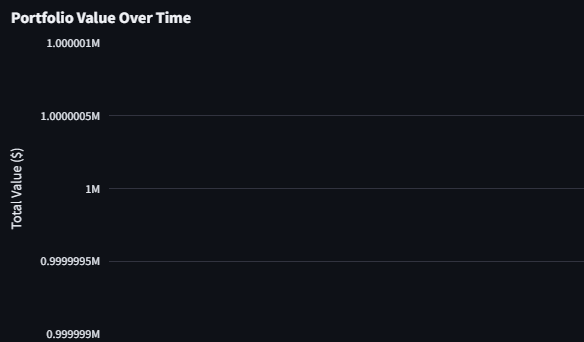 Portfolio Value Over Time
1.000001M
1.0000005M
1M
0.9999995M
0.999999M
Total Value ($)